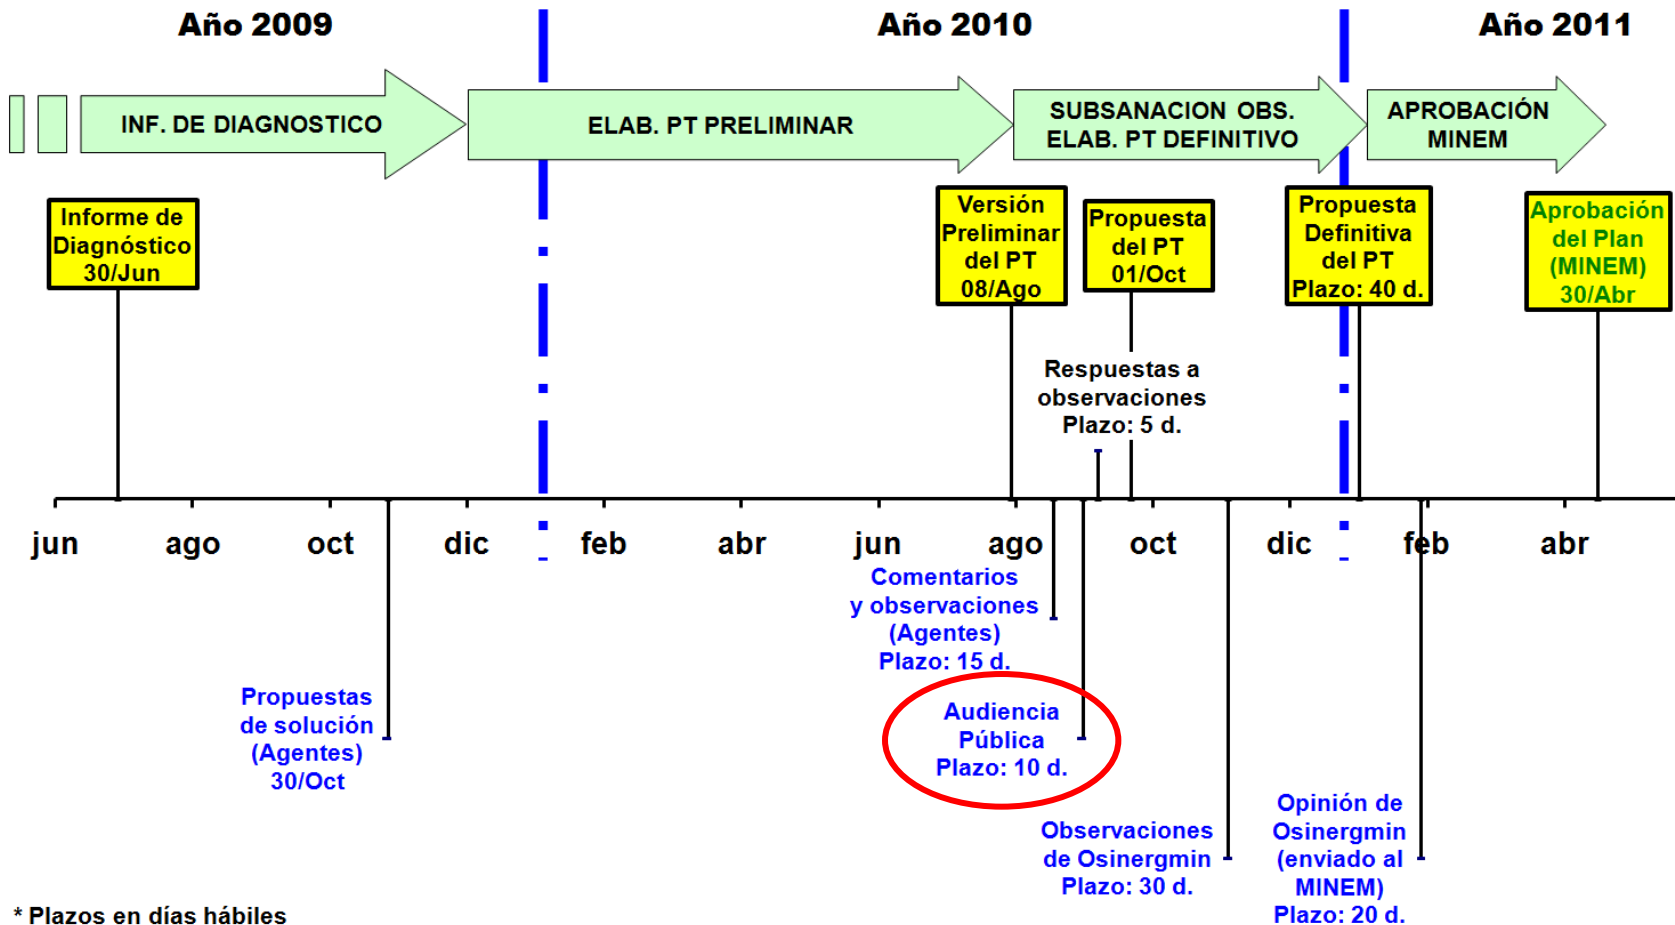 Año 2009
Año 2010
Año 2011
INF. DE DIAGNOSTICO
ELAB. PT PRELIMINAR
SUBSANACION OBS.
ELAB. PT DEFINITIVO
APROBACIÓN
MINEM
Informe de
Diagnóstico
30/Jun
Versión
Preliminar
del PT
08/Ago
Propuesta
del PT
01/Oct
Propuesta
Definitiva
del PT
Plazo: 40 d.
Aprobación
del Plan
(MINEM)
30/Abr
Respuestas a
observaciones
Plazo: 5 d.
jun
ago
oct
dic
feb
abr
jun
ago
oct
dic
feb
abr
Comentarios
y observaciones
(Agentes)
Plazo: 15 d.
Propuestas
de solución
(Agentes)
30/Oct
Audiencia
Pública
Plazo: 10 d.
Observaciones
de Osinergmin
Plazo: 30 d.
Opinión de
Osinergmin
(enviado al
MINEM)
Plazo: 20 d.
* Plazos en días hábiles